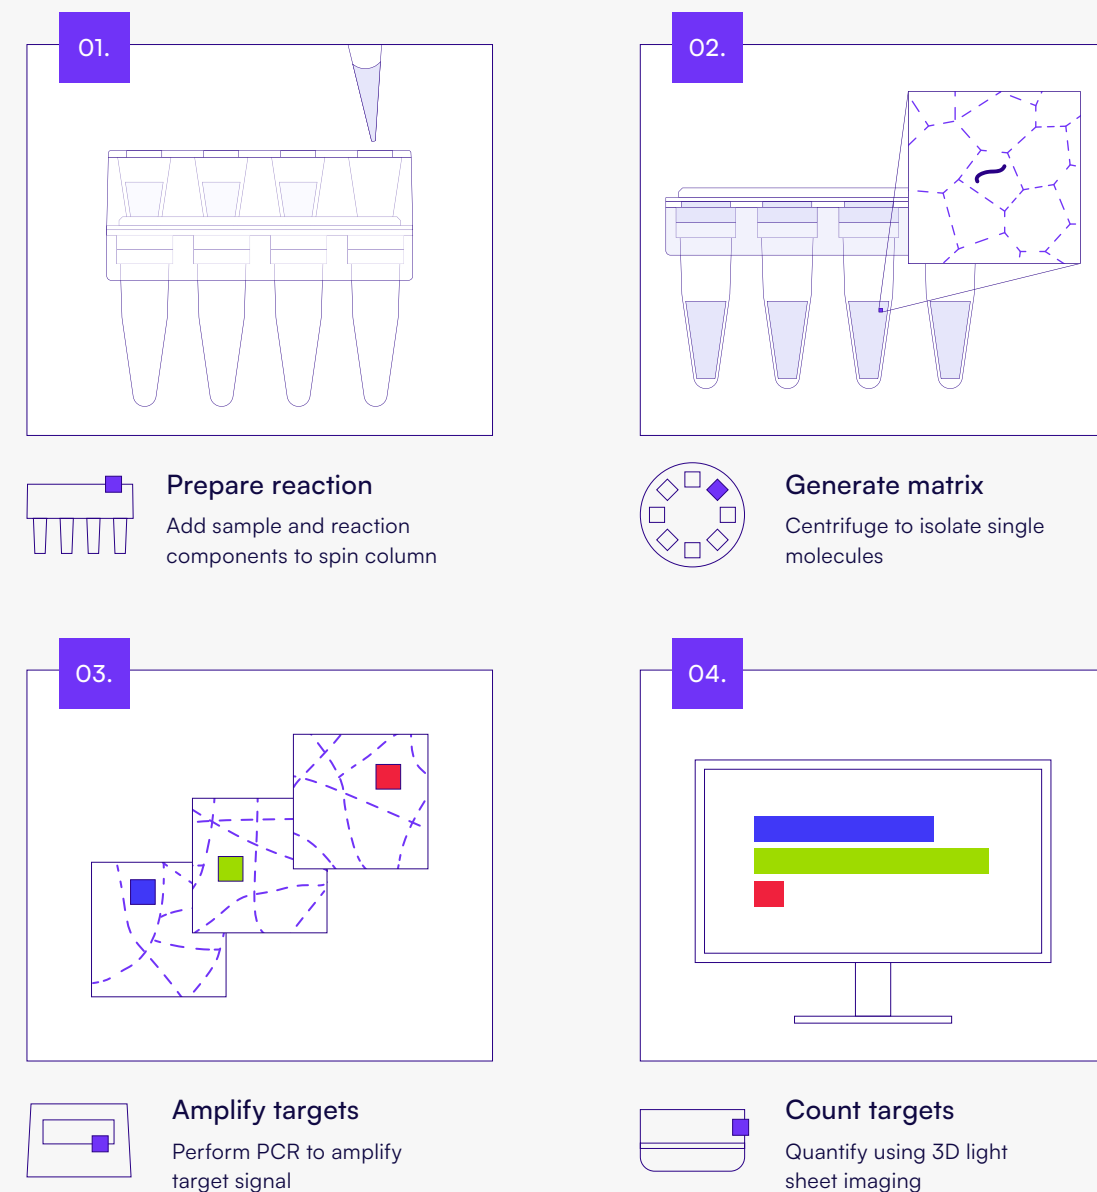 01.
Prepare reaction
Add sample and reaction
components to spin column
02.
Generate matrix
Centrifuge to isolate single
molecules
03.
Amplify targets
Perform PCR to amplify
target signal
04.
Count targets
Quantify using 3D light
sheet imaging